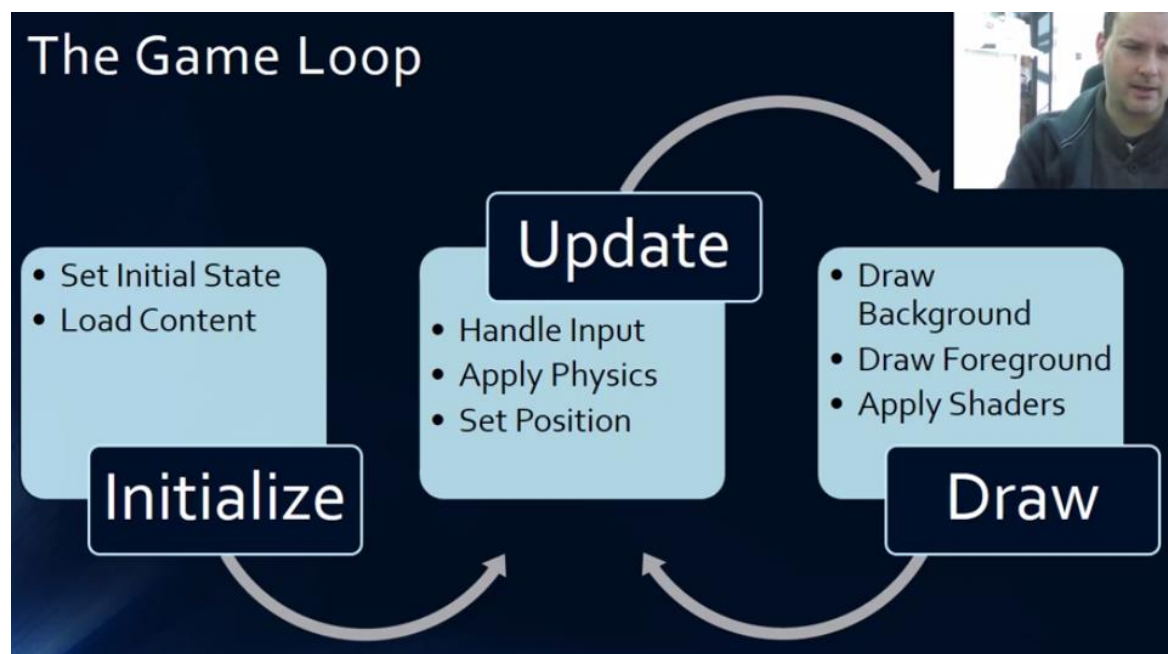 The Game Loop
• Set Initial State
• Load Content
Initialize
Update
• Handle Input
• Apply Physics
• Set Position
• Draw
Background
• Draw Foreground
• Apply Shaders
Draw